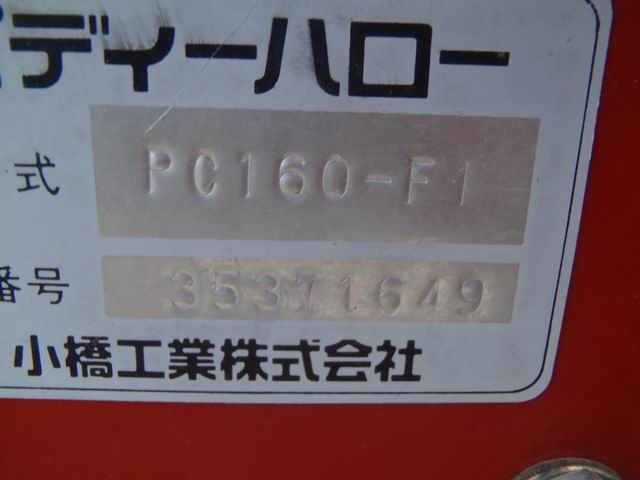 ディーハロー
式 PC160-F1
番号 35371649
小橋工業株式会社